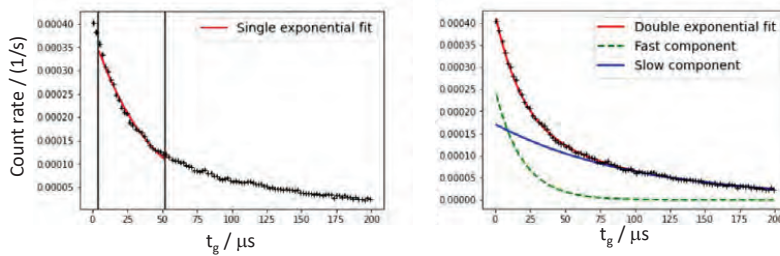 Count rate / (1/s)
0.00040
0.00035
0.00030
0.00025
0.00020
0.00015
0.00010
0.00005
Single exponential fit
0 25 50 75 100 125 150 175 200
tg / μs
0.00040
0.00035
0.00030
0.00025
0.00020
0.00015
0.00010
0.00005
0.00000
Double exponential fit
Fast component
Slow component
0 25 50 75 100 125 150 175 200
tg / μs